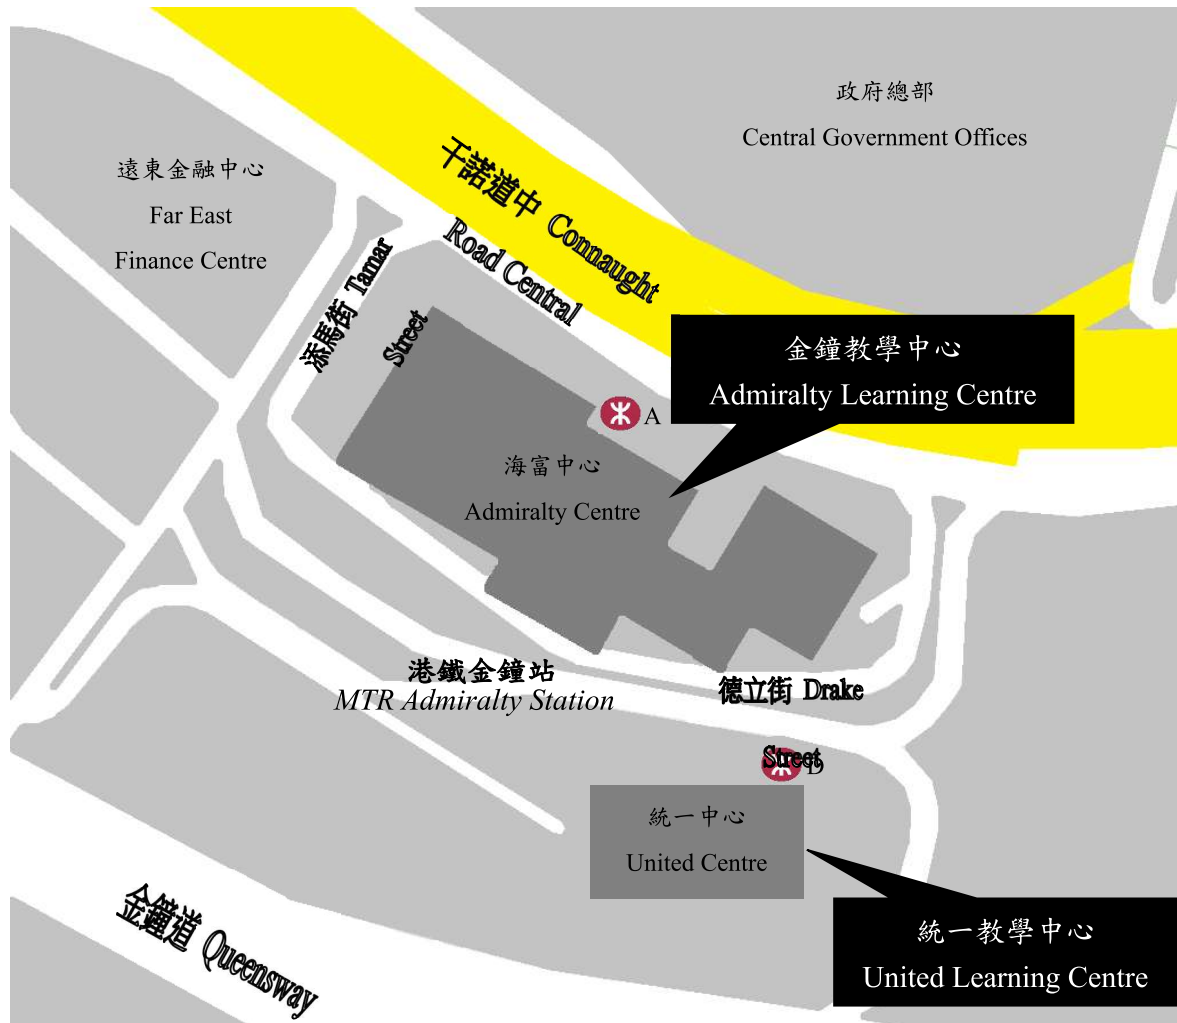 政府總部
Central Government Offices
遠東金融中心
Far East
Finance Centre
干諾道中 Connaught
Road Central
添馬街 Tamar
Street
金鐘教學中心
Admiralty Learning Centre
A
海富中心
Admiralty Centre
港鐵金鐘站
MTR Admiralty Station
德立街 Drake
Street
D
統一中心
United Centre
統一教學中心
United Learning Centre
金鐘道 Queensway